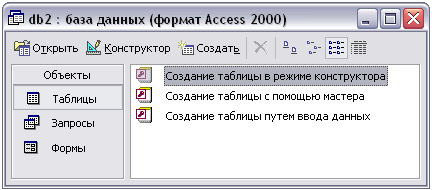 db2 : база данных (формат Access 2000)
Открыть Конструктор Создать
Объекты
Таблицы
Запросы
Формы
Создание таблицы в режиме конструктора
Создание таблицы с помощью мастера
Создание таблицы путем ввода данных